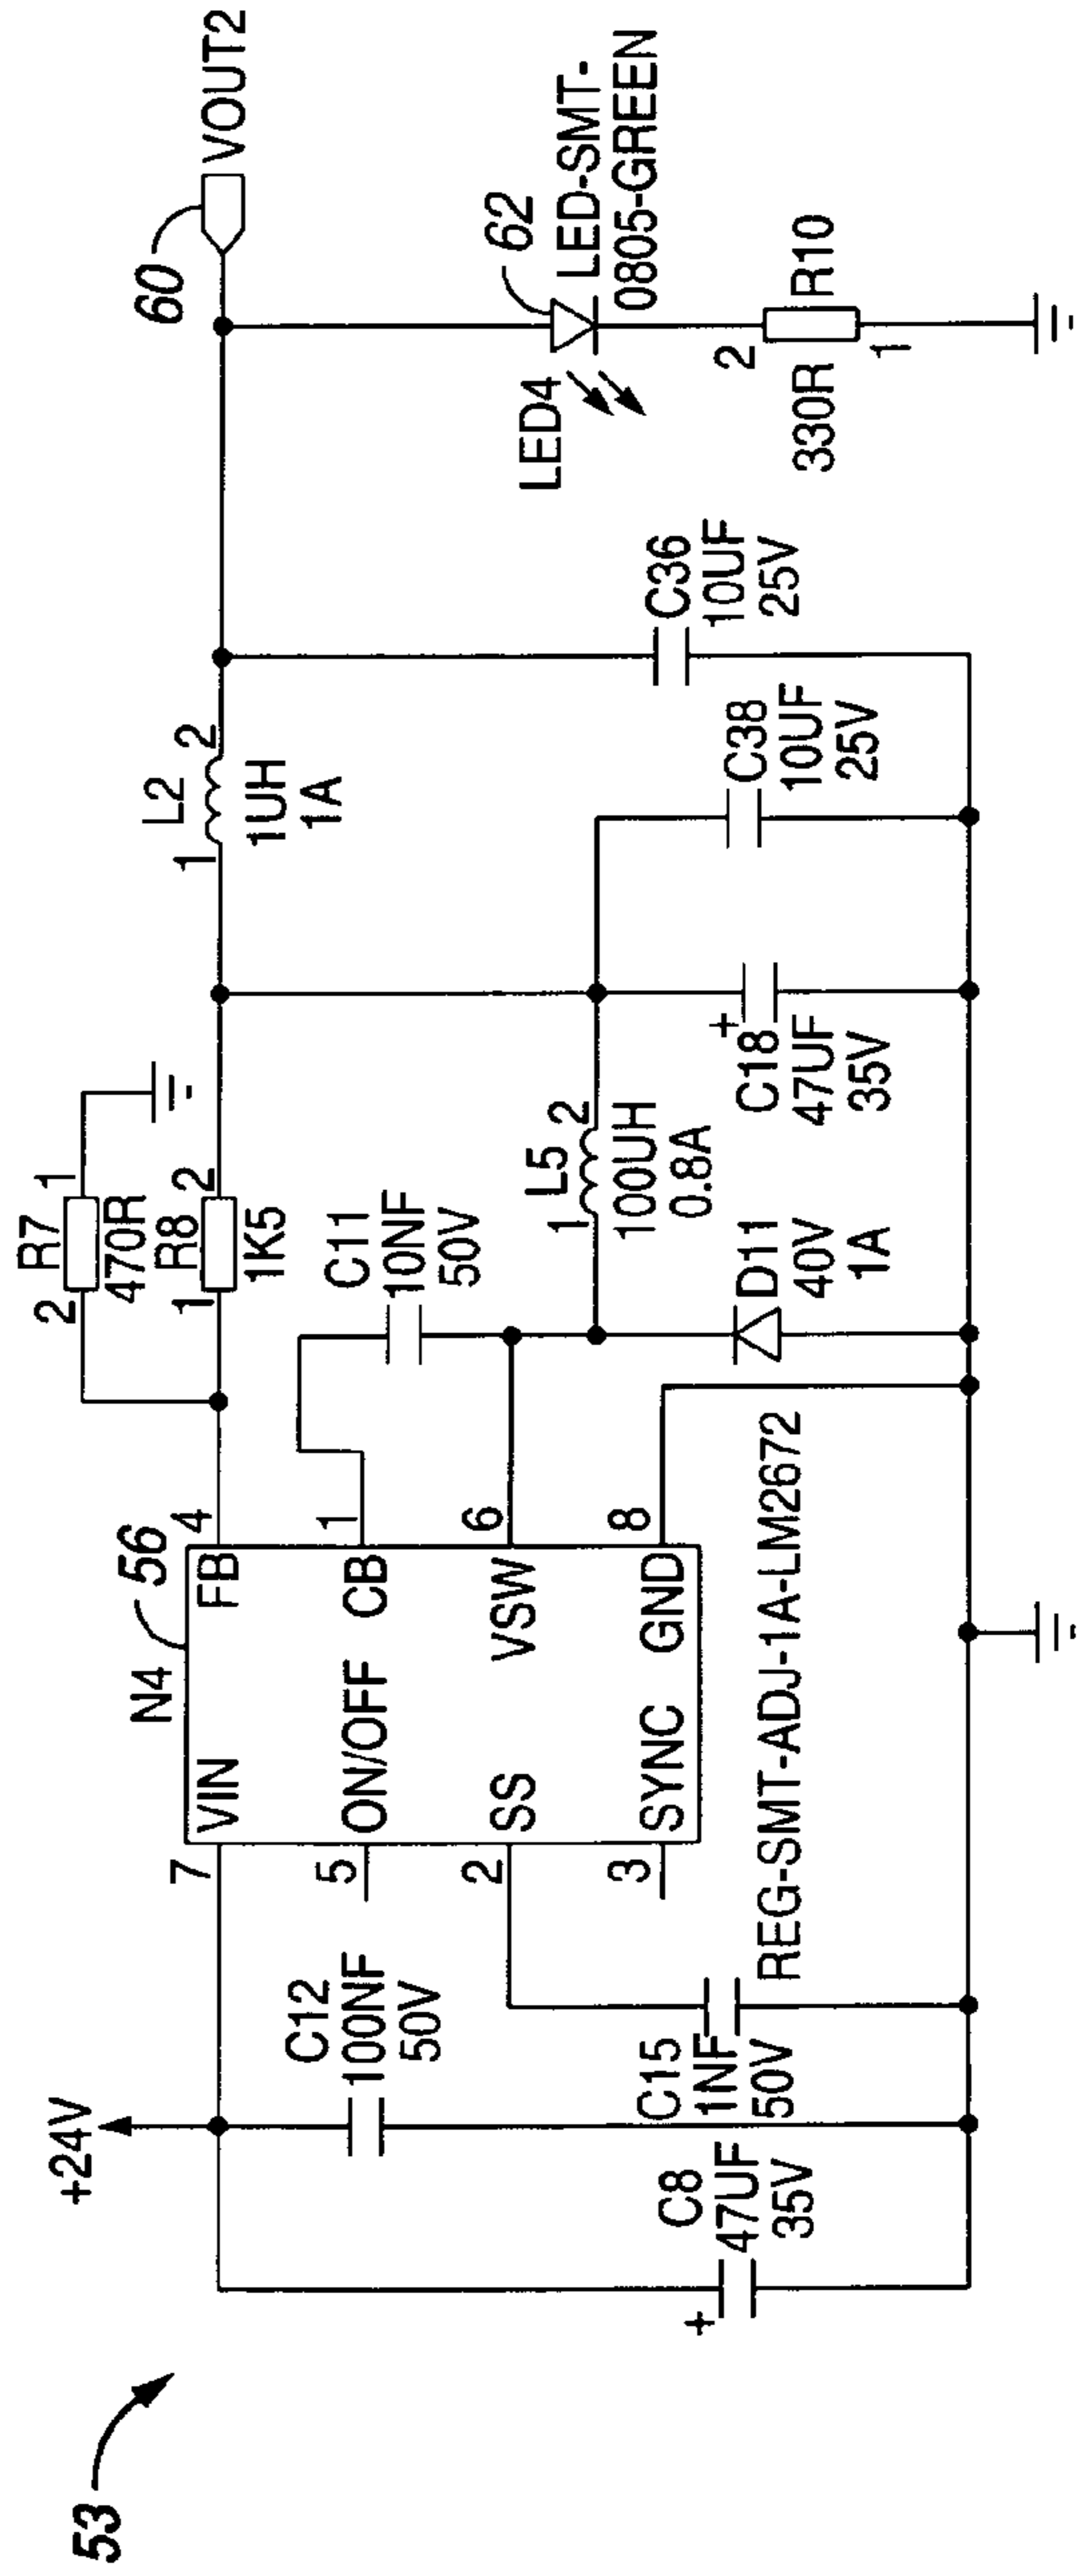 53
+24V
C8
47UF
35V
C12
100NF
50V
C15
1NF
50V
N4
56
7
VIN
FB
4
5
ON/OFF
CB
1
2
SS
VSW
6
3
SYNC
GND
8
REG-SMT-ADJ-1A-LM2672
2
R7
1
470R
1
R8
2
1K5
C11
10NF
50V
1
L5
2
100UH
0.8A
D11
40V
1A
+
C18
47UF
35V
+
1
L2
2
1UH
1A
C38
10UF
25V
C36
10UF
25V
60
VOUT2
LED4
62
LED-SMT-
0805-GREEN
2
330R
R10
1